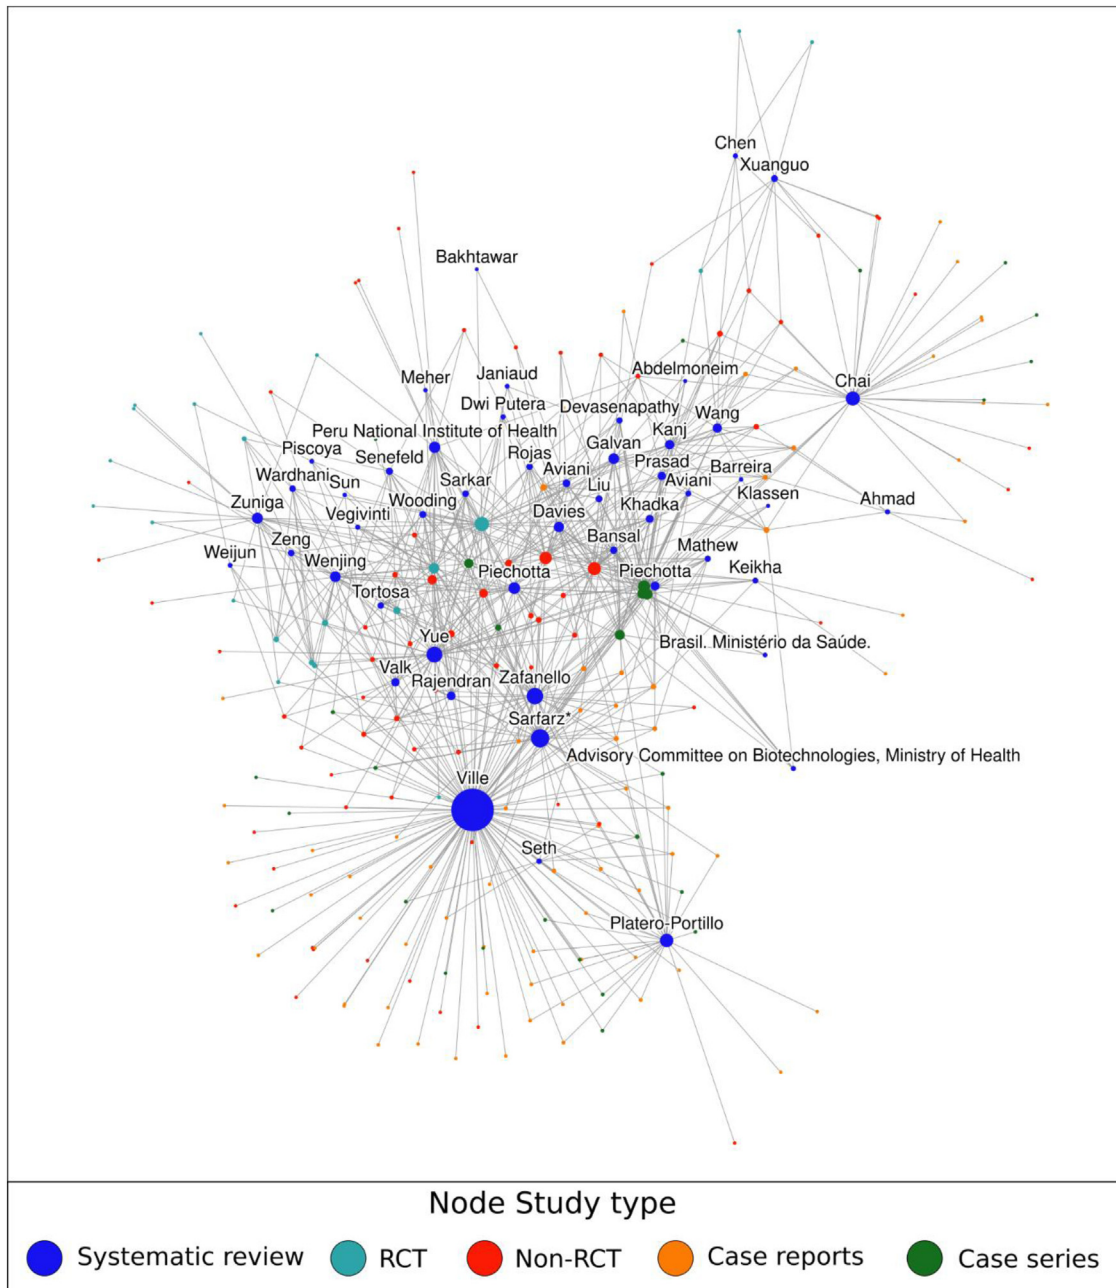 Chen
Xuanguo
Bakhtawar
Meher
Janiaud
Abdelmoneim
Chai
Dwi Putera
Devasenapathy
Wang
Peru National Institute of Health
Kanj
Piscoya
Senefeld
Rojas
Galvan
Prasad
Barreira
Wardhani
Sun
Sarkar
Aviani
Liu
Aviani
Klassen
Ahmad
Zuniga
Vegivinti
Wooding
Davies
Khadka
Weijun
Zeng
Wenjing
Bansal
Mathew
Keikha
Piechotta
Piechotta
Tortosa
Yue
Brasil. Ministério da Saúde.
Valk
Rajendran
Zafanello
Sarfarz*
Advisory Committee on Biotechnologies, Ministry of Health
Ville
Seth
Platero-Portillo
Node Study type
Systematic review
RCT
Non-RCT
Case reports
Case series